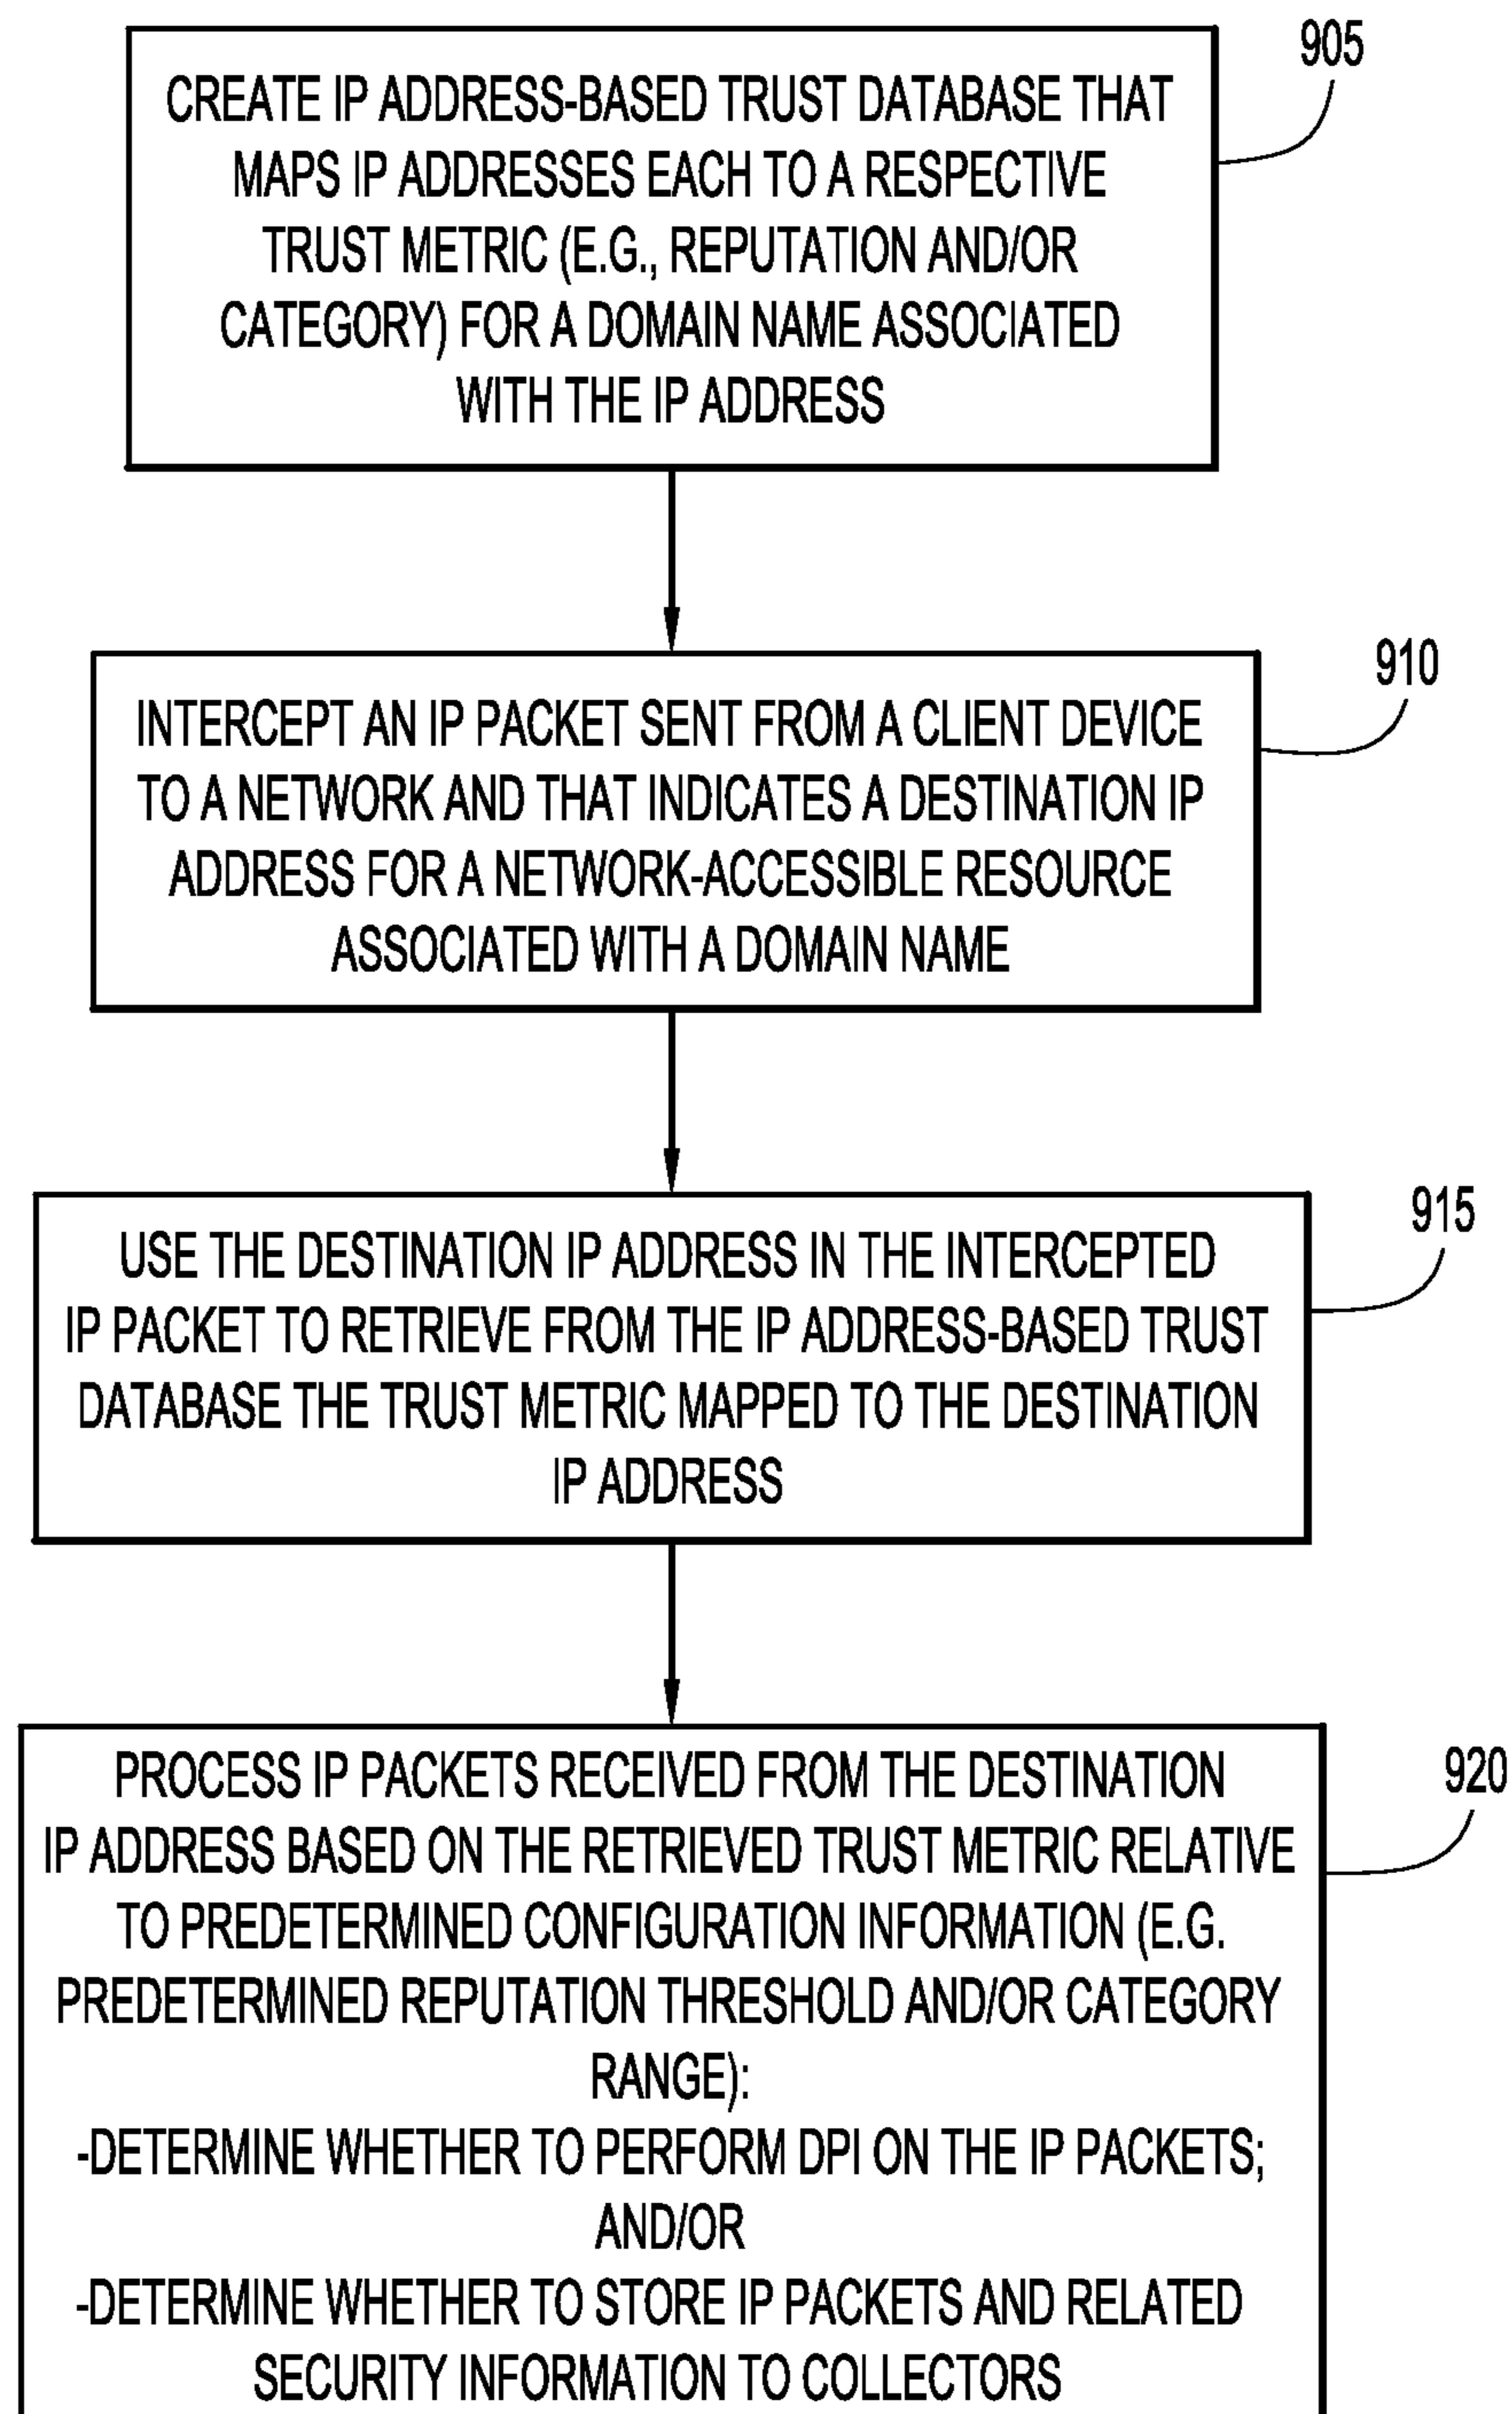 905
CREATE IP ADDRESS-BASED TRUST DATABASE THAT
MAPS IP ADDRESSES EACH TO A RESPECTIVE
TRUST METRIC (E.G., REPUTATION AND/OR
CATEGORY) FOR A DOMAIN NAME ASSOCIATED
WITH THE IP ADDRESS
910
INTERCEPT AN IP PACKET SENT FROM A CLIENT DEVICE
TO A NETWORK AND THAT INDICATES A DESTINATION IP
ADDRESS FOR A NETWORK-ACCESSIBLE RESOURCE
ASSOCIATED WITH A DOMAIN NAME
915
USE THE DESTINATION IP ADDRESS IN THE INTERCEPTED
IP PACKET TO RETRIEVE FROM THE IP ADDRESS-BASED TRUST
DATABASE THE TRUST METRIC MAPPED TO THE DESTINATION
IP ADDRESS
920
PROCESS IP PACKETS RECEIVED FROM THE DESTINATION
IP ADDRESS BASED ON THE RETRIEVED TRUST METRIC RELATIVE
TO PREDETERMINED CONFIGURATION INFORMATION (E.G.
PREDETERMINED REPUTATION THRESHOLD AND/OR CATEGORY
RANGE):
-DETERMINE WHETHER TO PERFORM DPI ON THE IP PACKETS;
AND/OR
-DETERMINE WHETHER TO STORE IP PACKETS AND RELATED
SECURITY INFORMATION TO COLLECTORS